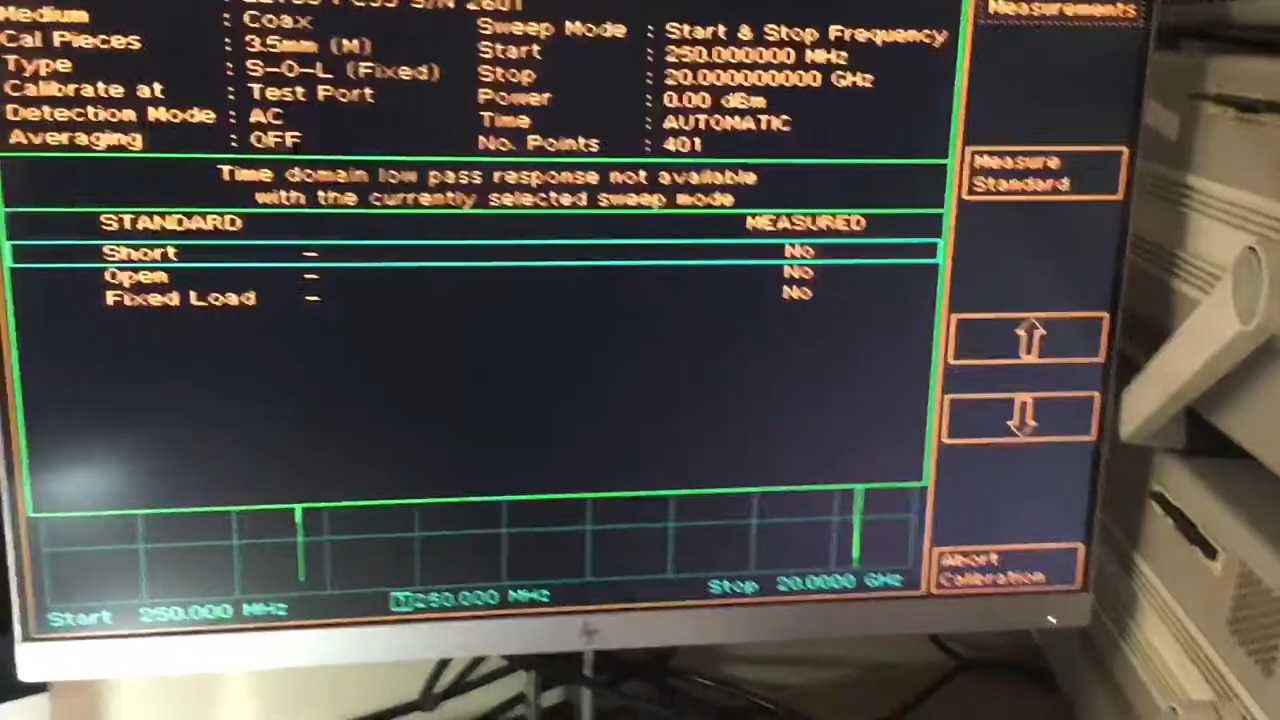 Measurements
Medium : Coax
Cal Pieces : 3.5mm (M)
Type : S-O-L (Fixed)
Calibrate at : Test Port
Detection Mode : AC
Averaging : OFF
Sweep Mode : Start & Stop Frequency
Start : 250.000000 MHz
Stop : 20.000000000 GHz
Power : 0.00 dBm
Time : AUTOMATIC
No. Points : 401
Time domain low pass response not available
with the currently selected sweep mode
STANDARD MEASURED
Short - No
Open - No
Fixed Load - No
Measure
Standard
Abort
Calibration
Start 250.000 MHz 250.000 MHz Stop 20.0000 GHz
hp